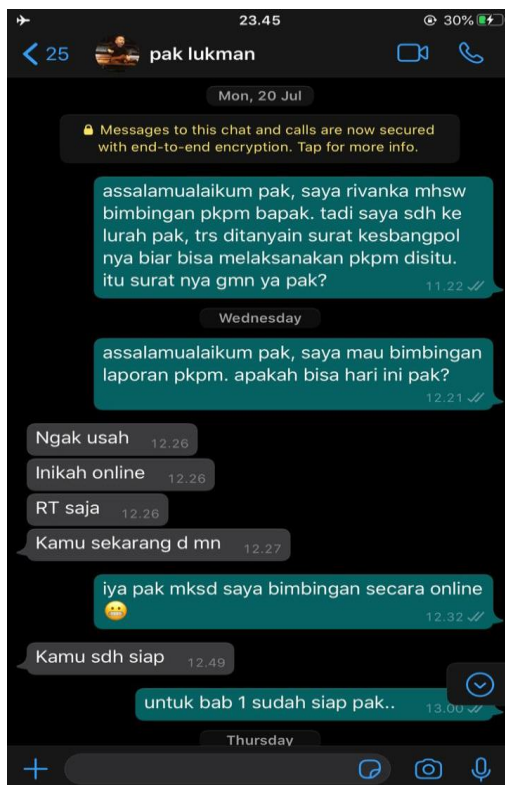 23.45
30%
25
pak lukman
Mon, 20 Jul
Messages to this chat and calls are now secured
with end-to-end encryption. Tap for more info.
assalamualaikum pak, saya rivanka mhsw
bimbingan pkpm bapak. tadi saya sdh ke
lurah pak, trs ditanyain surat kesbangpol
nya biar bisa melaksanakan pkpm disitu.
itu surat nya gmn ya pak?
11.22
Wednesday
assalamualaikum pak, saya mau bimbingan
laporan pkpm. apakah bisa hari ini pak?
12.21
Ngak usah 12.26
Inikah online 12.26
RT saja 12.26
Kamu sekarang d mn 12.27
iya pak mksd saya bimbingan secara online
😬
12.32
Kamu sdh siap 12.49
untuk bab 1 sudah siap pak.. 13.00
Thursday